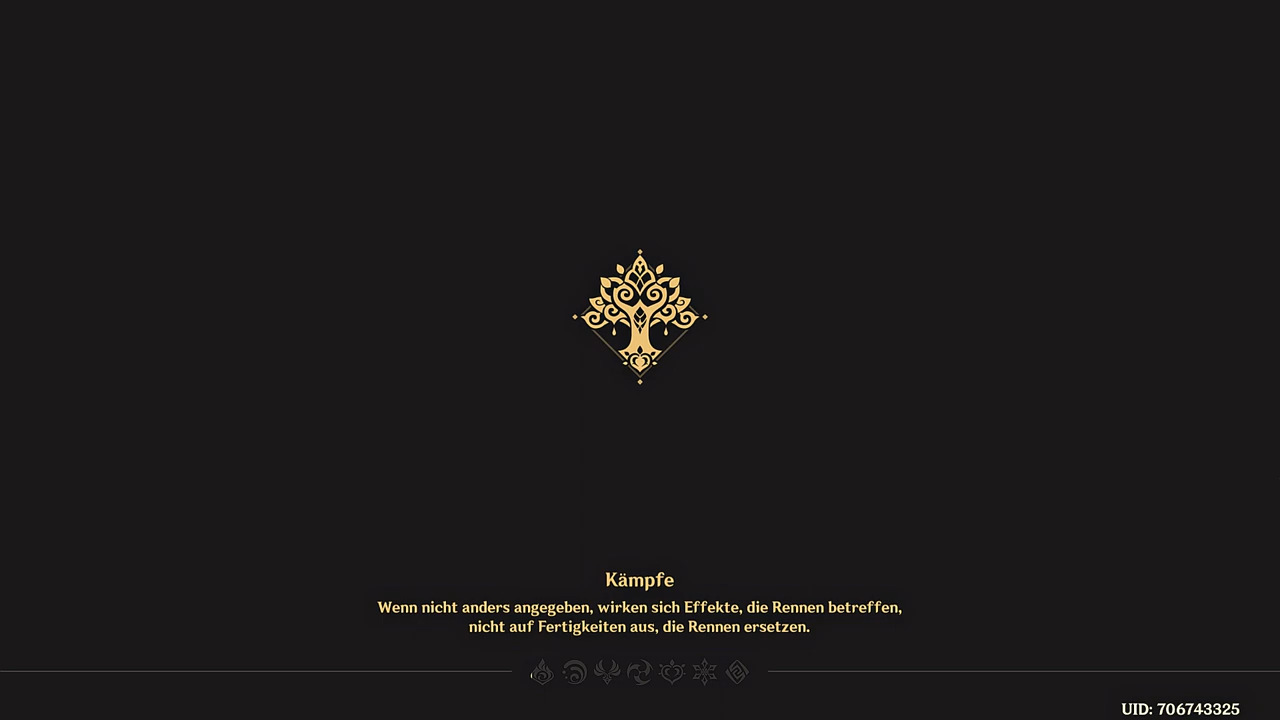 Kämpfe
Wenn nicht anders angegeben, wirken sich Effekte, die Rennen betreffen,
nicht auf Fertigkeiten aus, die Rennen ersetzen.
UID: 706743325